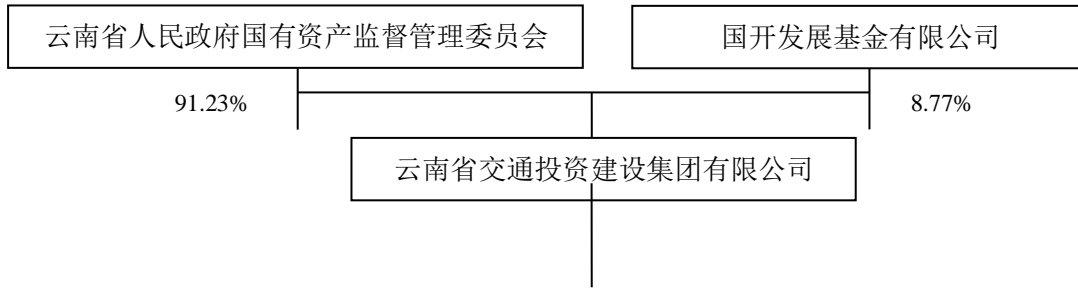 云南省人民政府国有资产监督管理委员会
国开发展基金有限公司
91.23%
8.77%
云南省交通投资建设集团有限公司